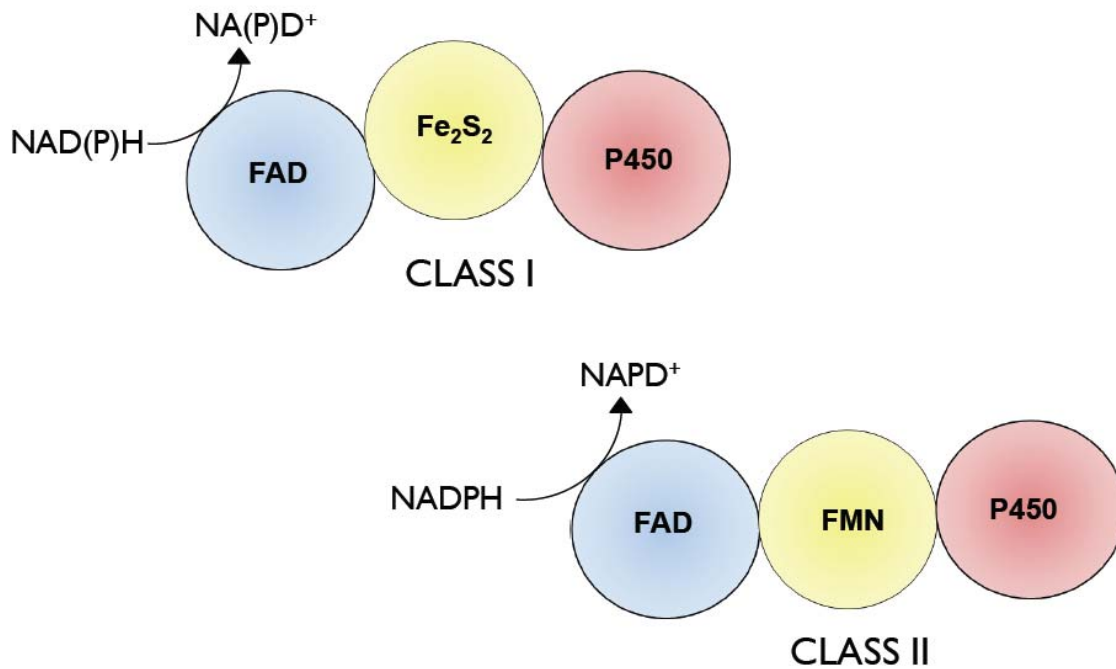 NA(P)D⁺
NAD(P)H
FAD
Fe₂S₂
P450
CLASS I
NAPD⁺
NADPH
FAD
FMN
P450
CLASS II